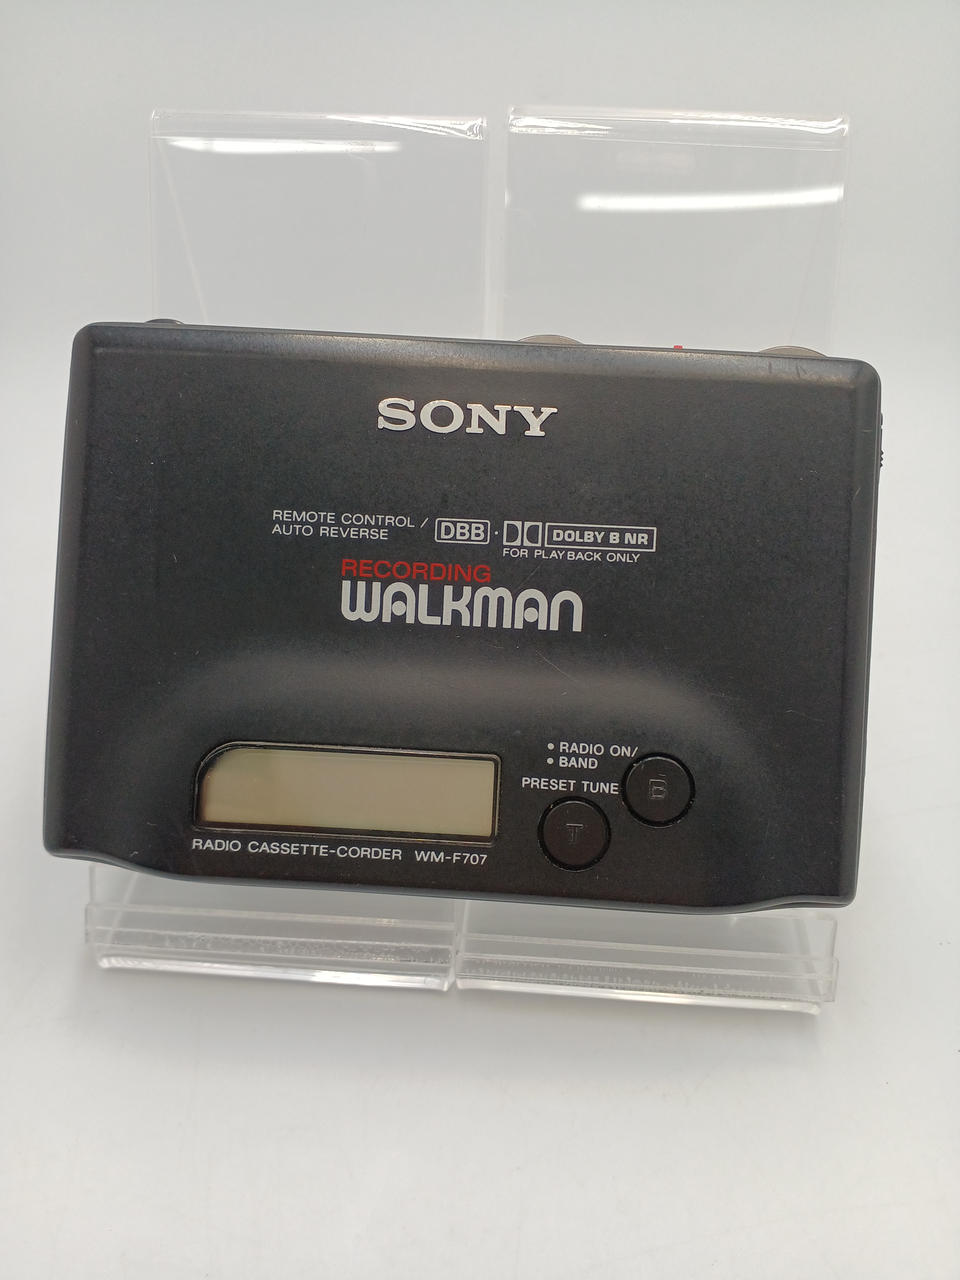 SONY
REMOTE CONTROL /
AUTO REVERSE
DBB · DOLBY B NR
FOR PLAYBACK ONLY
RECORDING
WALKMAN
• RADIO ON/
• BAND
B
PRESET TUNE
T
RADIO CASSETTE-CORDER WM-F707